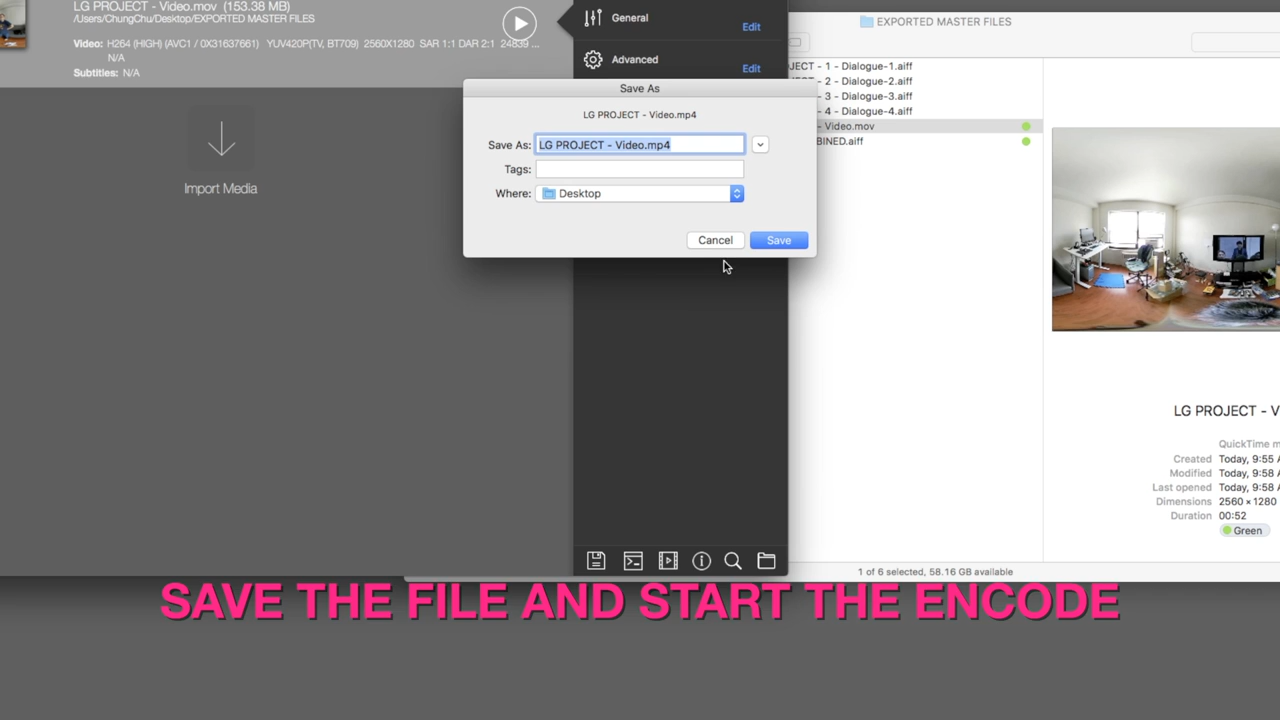 LG PROJECT - Video.mov (153.38 MB)
/Users/ChungChu/Desktop/EXPORTED MASTER FILES
Video: H264 (HIGH) (AVC1 / 0X31637661) YUV420P(TV, BT709) 2560X1280 SAR 1:1 DAR 2:1 24839 ...
N/A
Subtitles: N/A
Import Media
General
Edit
Advanced
Edit
Save As
LG PROJECT - Video.mp4
Save As: LG PROJECT - Video.mp4
Tags:
Where: Desktop
Cancel Save
EXPORTED MASTER FILES
JECT - 1 - Dialogue-1.aiff
ECT - 2 - Dialogue-2.aiff
- 3 - Dialogue-3.aiff
- 4 - Dialogue-4.aiff
- Video.mov
BINED.aiff
LG PROJECT - V
QuickTime m
Created Today, 9:55 A
Modified Today, 9:58 A
Last opened Today, 9:58 A
Dimensions 2560 × 1280
Duration 00:52
Green
1 of 6 selected, 58.16 GB available
SAVE THE FILE AND START THE ENCODE